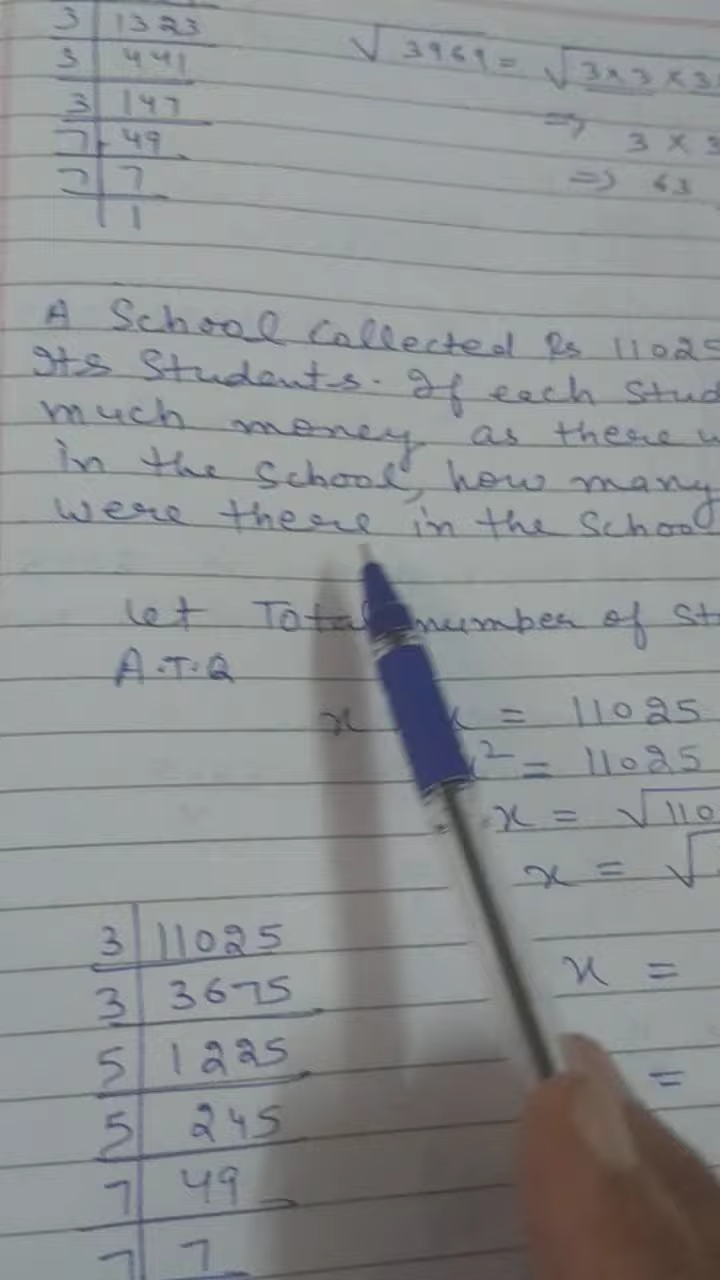 3 | 1323
3 | 441
3 | 147
7 | 49
7 | 7
1
√3969 = √3×3×3
⇒ 3×3
⇒ 63
A School Collected Rs 11025
Its Students. If each Stud
much money as there w
in the School, how many
were there in the School
Let Total number of St
A.T.Q
x x = 11025
x² = 11025
x = √110
x = √
x =
=
3 | 11025
3 | 3675
5 | 1225
5 | 245
7 | 49
7 | 7